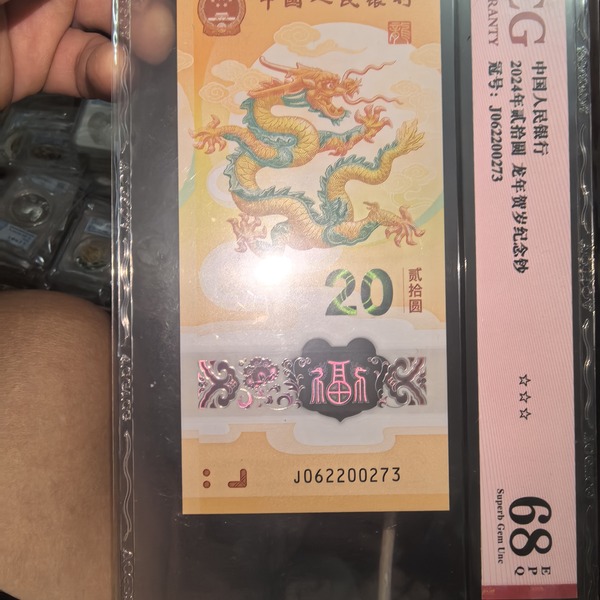 中国人民银行
20
贰拾圆
福
J062200273
CG
RRANTY
中国人民银行
2024年贰拾圆 龙年贺岁纪念钞
冠号：J062200273
☆☆☆
68
EPQ
Superb Gem Unc